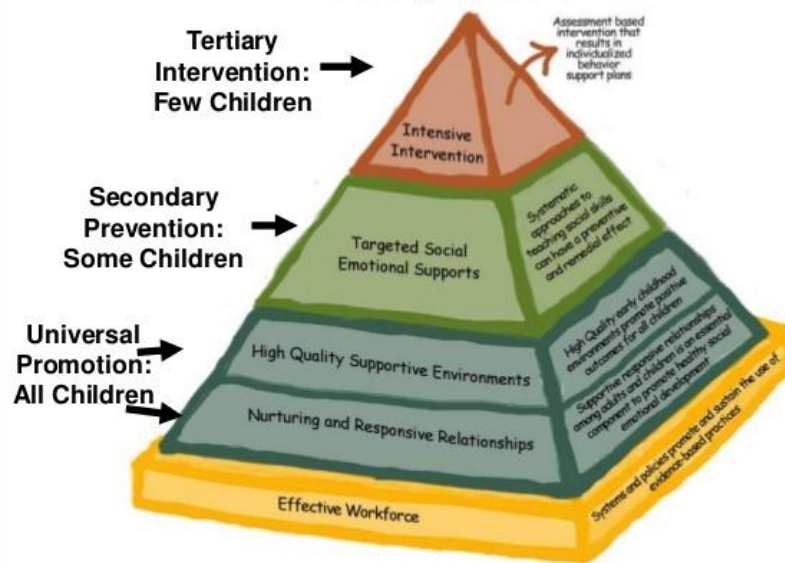 Tertiary
Intervention:
Few Children
Assessment based
intervention that
results in
individualized
behavior
support plans
Intensive
Intervention
Secondary
Prevention:
Some Children
Targeted Social
Emotional Supports
Systematic
approaches to
teaching social skills
can have a preventive
and remedial effect
Universal
Promotion:
All Children
High Quality Supportive Environments
High Quality early childhood
environments promote positive
outcomes for all children
Nurturing and Responsive Relationships
Supportive responsive relationships
among adults and children is an essential
component to promote healthy social
emotional development
Effective Workforce
Systems and policies promote and sustain the use of
evidence-based practices